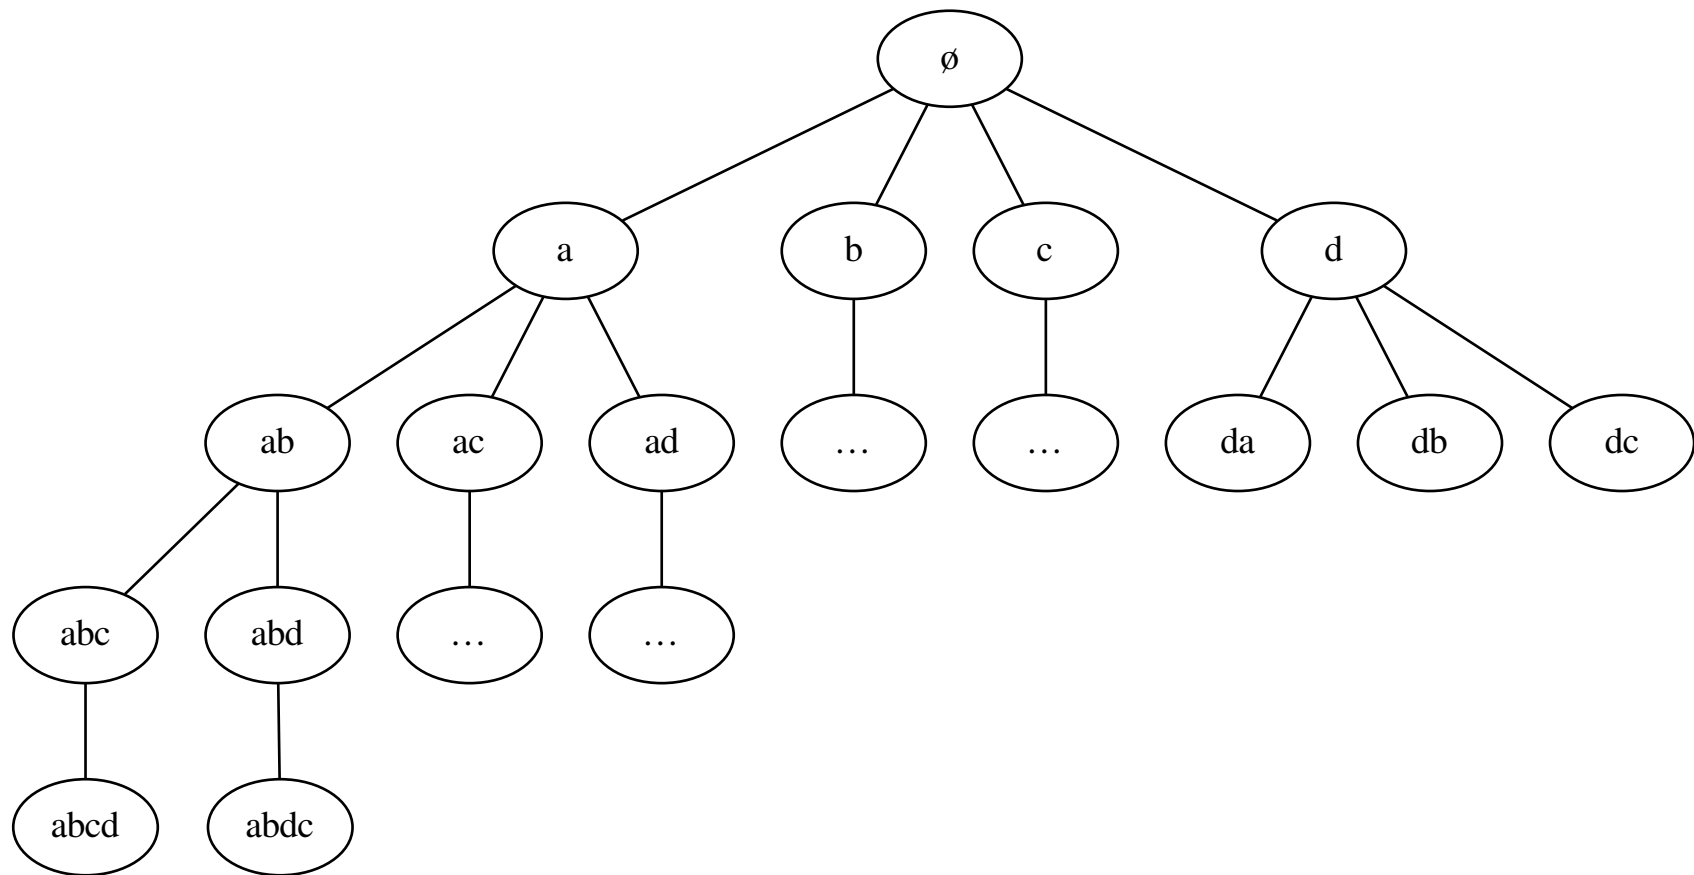 ø
a b c d
ab ac ad … … da db dc
abc abd … …
abcd abdc